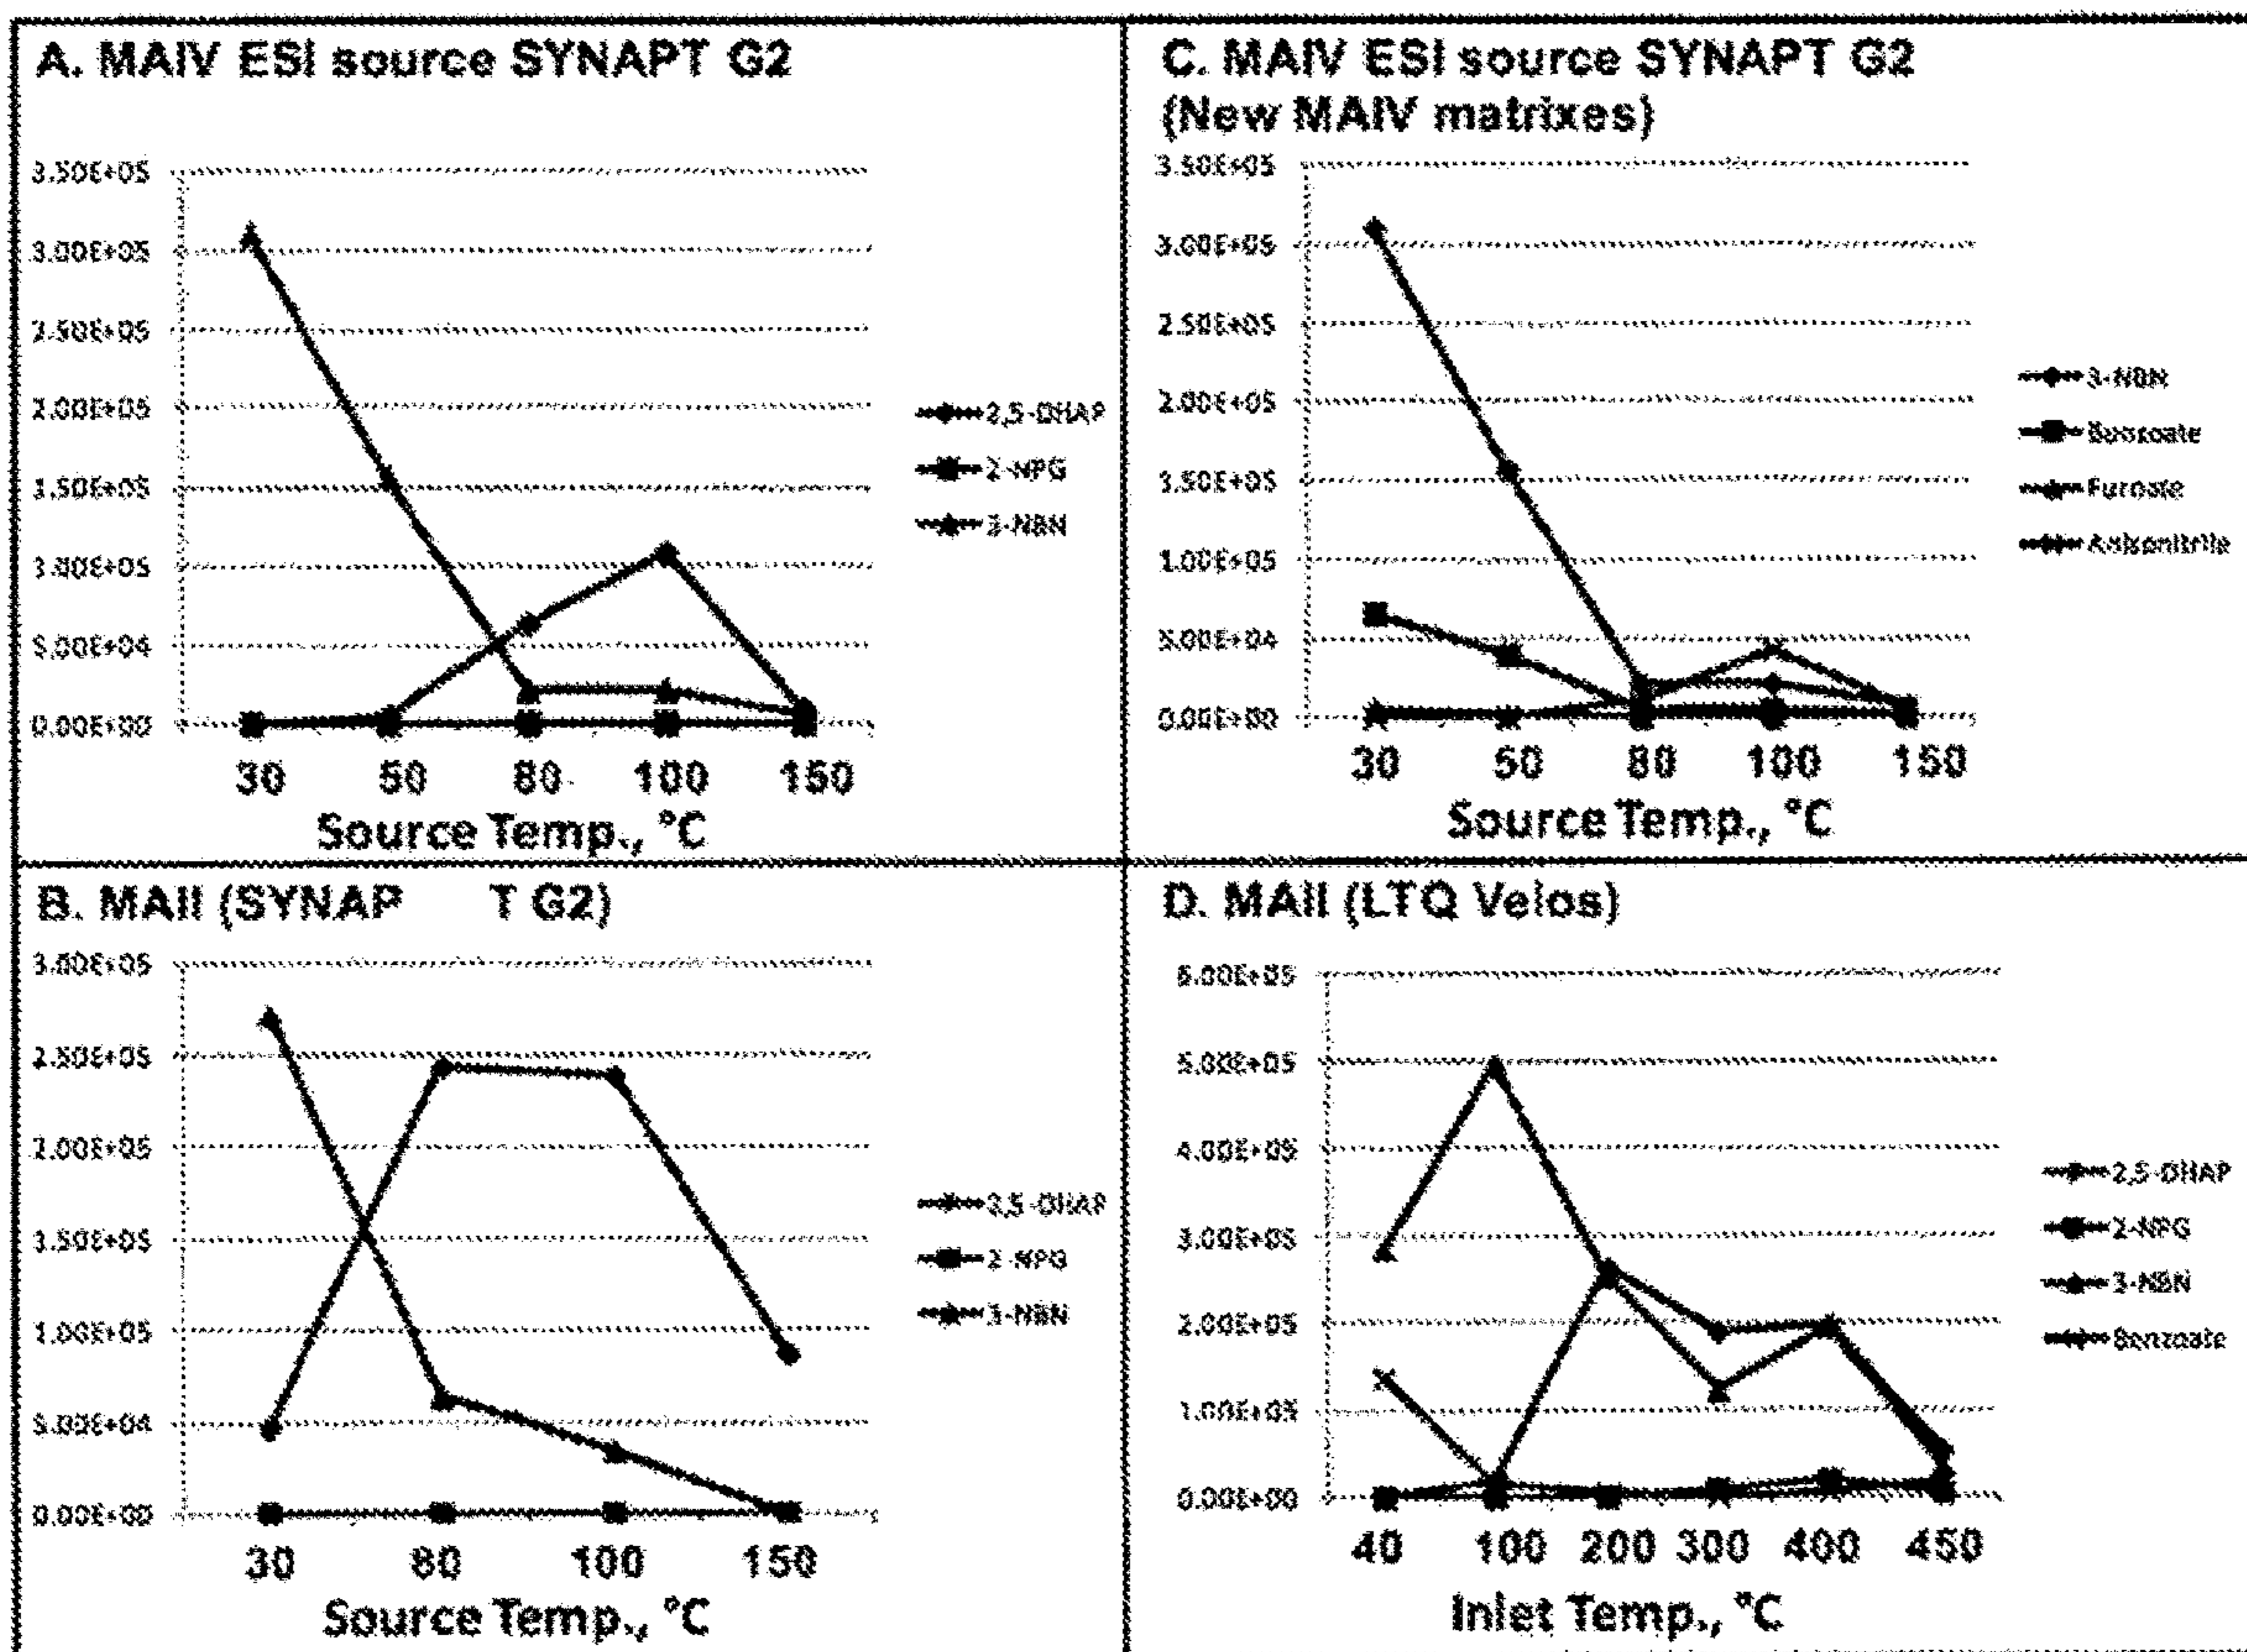 A. MAIV ESI source SYNAPT G2
3.50E+05
3.00E+05
2.50E+05
2.00E+05
1.50E+05
1.00E+05
5.00E+04
0.00E+00
30 50 80 100 150
Source Temp., °C
2,5-DHAP
2-NPG
3-NBN
C. MAIV ESI source SYNAPT G2
(New MAIV matrixes)
3.50E+05
3.00E+05
2.50E+05
2.00E+05
1.50E+05
1.00E+05
5.00E+04
0.00E+00
30 50 80 100 150
Source Temp., °C
3-NBN
Benzoate
Furoate
Anisonitrile
B. MAII (SYNAP T G2)
3.00E+05
2.50E+05
2.00E+05
1.50E+05
1.00E+05
5.00E+04
0.00E+00
30 80 100 150
Source Temp., °C
2,5-DHAP
2-NPG
3-NBN
D. MAII (LTQ Velos)
6.00E+05
5.00E+05
4.00E+05
3.00E+05
2.00E+05
1.00E+05
0.00E+00
40 100 200 300 400 450
Inlet Temp., °C
2,5-DHAP
2-NPG
3-NBN
Benzoate